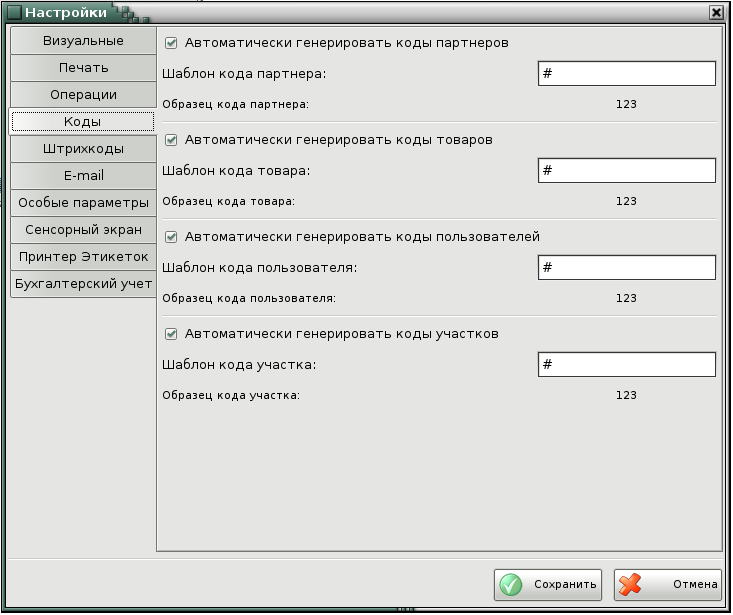 Настройки
Визуальные
Печать
Операции
Коды
Штрихкоды
E-mail
Особые параметры
Сенсорный экран
Принтер Этикеток
Бухгалтерский учет
Автоматически генерировать коды партнеров
Шаблон кода партнера: #
Образец кода партнера: 123
Автоматически генерировать коды товаров
Шаблон кода товара: #
Образец кода товара: 123
Автоматически генерировать коды пользователей
Шаблон кода пользователя: #
Образец кода пользователя: 123
Автоматически генерировать коды участков
Шаблон кода участка: #
Образец кода участка: 123
Сохранить
Отмена